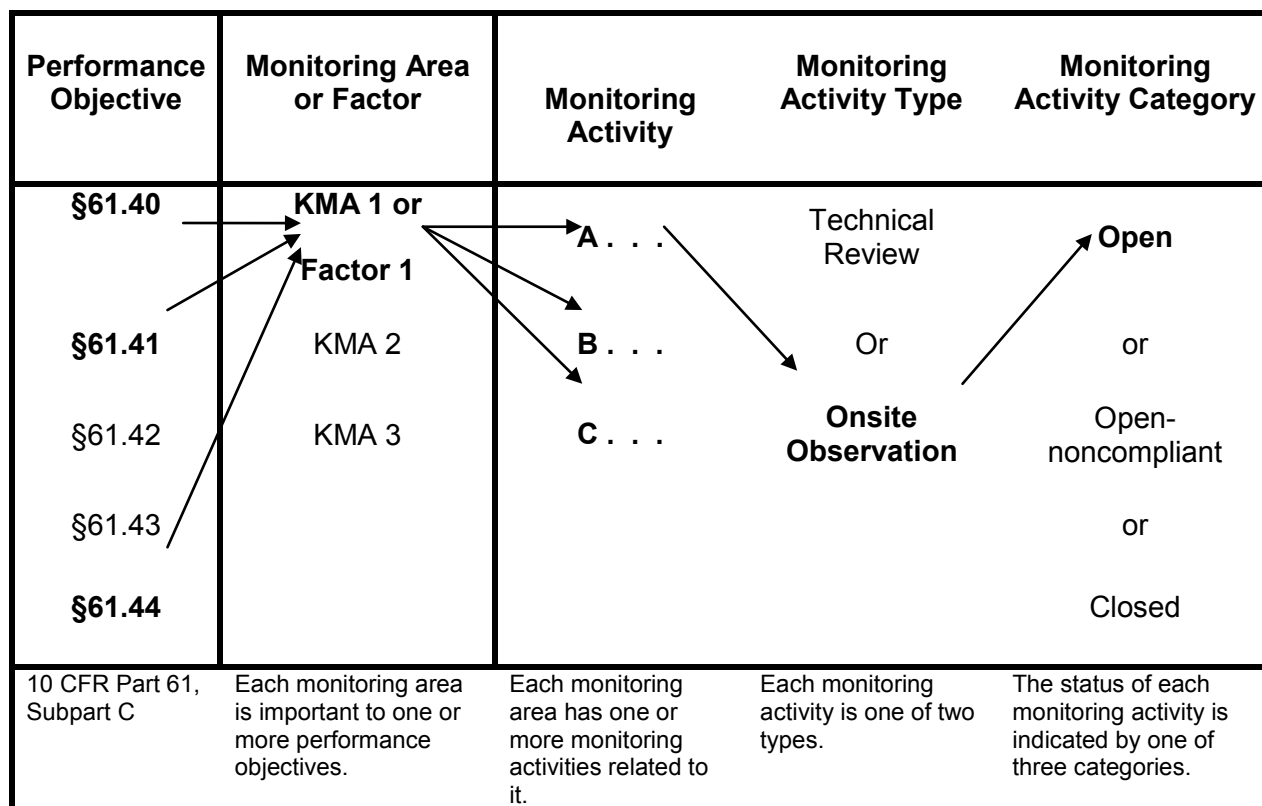 Performance
Objective
Monitoring Area
or Factor
Monitoring
Activity
Monitoring
Activity Type
Monitoring
Activity Category
§61.40
§61.41
§61.42
§61.43
§61.44
KMA 1 or
Factor 1
KMA 2
KMA 3
A . . .
B . . .
C . . .
Technical
Review
Or
Onsite
Observation
Open
or
Open-
noncompliant
or
Closed
10 CFR Part 61,
Subpart C
Each monitoring area
is important to one or
more performance
objectives.
Each monitoring
area has one or
more monitoring
activities related to
it.
Each monitoring
activity is one of two
types.
The status of each
monitoring activity is
indicated by one of
three categories.